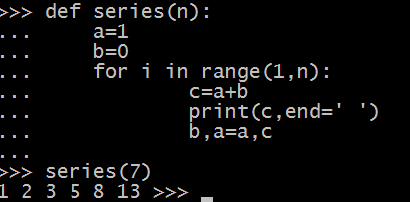 >>> def series(n):
...     a=1
...     b=0
...     for i in range(1,n):
...             c=a+b
...             print(c,end=' ')
...             b,a=a,c
...
>>> series(7)
1 2 3 5 8 13 >>>